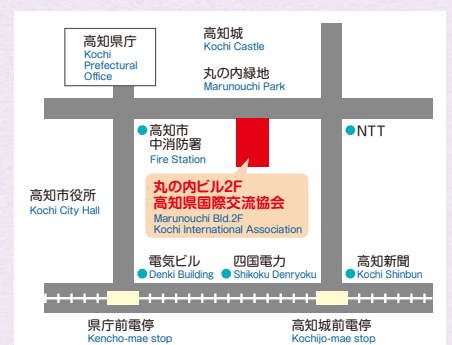 高知県庁
Kochi
Prefectural
Office
高知城
Kochi Castle
丸の内緑地
Marunouchi Park
高知市
中消防署
Fire Station
NTT
丸の内ビル2F
高知県国際交流協会
Marunouchi Bld.2F
Kochi International Association
高知市役所
Kochi City Hall
電気ビル
Denki Building
四国電力
Shikoku Denryoku
高知新聞
Kochi Shinbun
県庁前電停
Kencho-mae stop
高知城前電停
Kochijo-mae stop